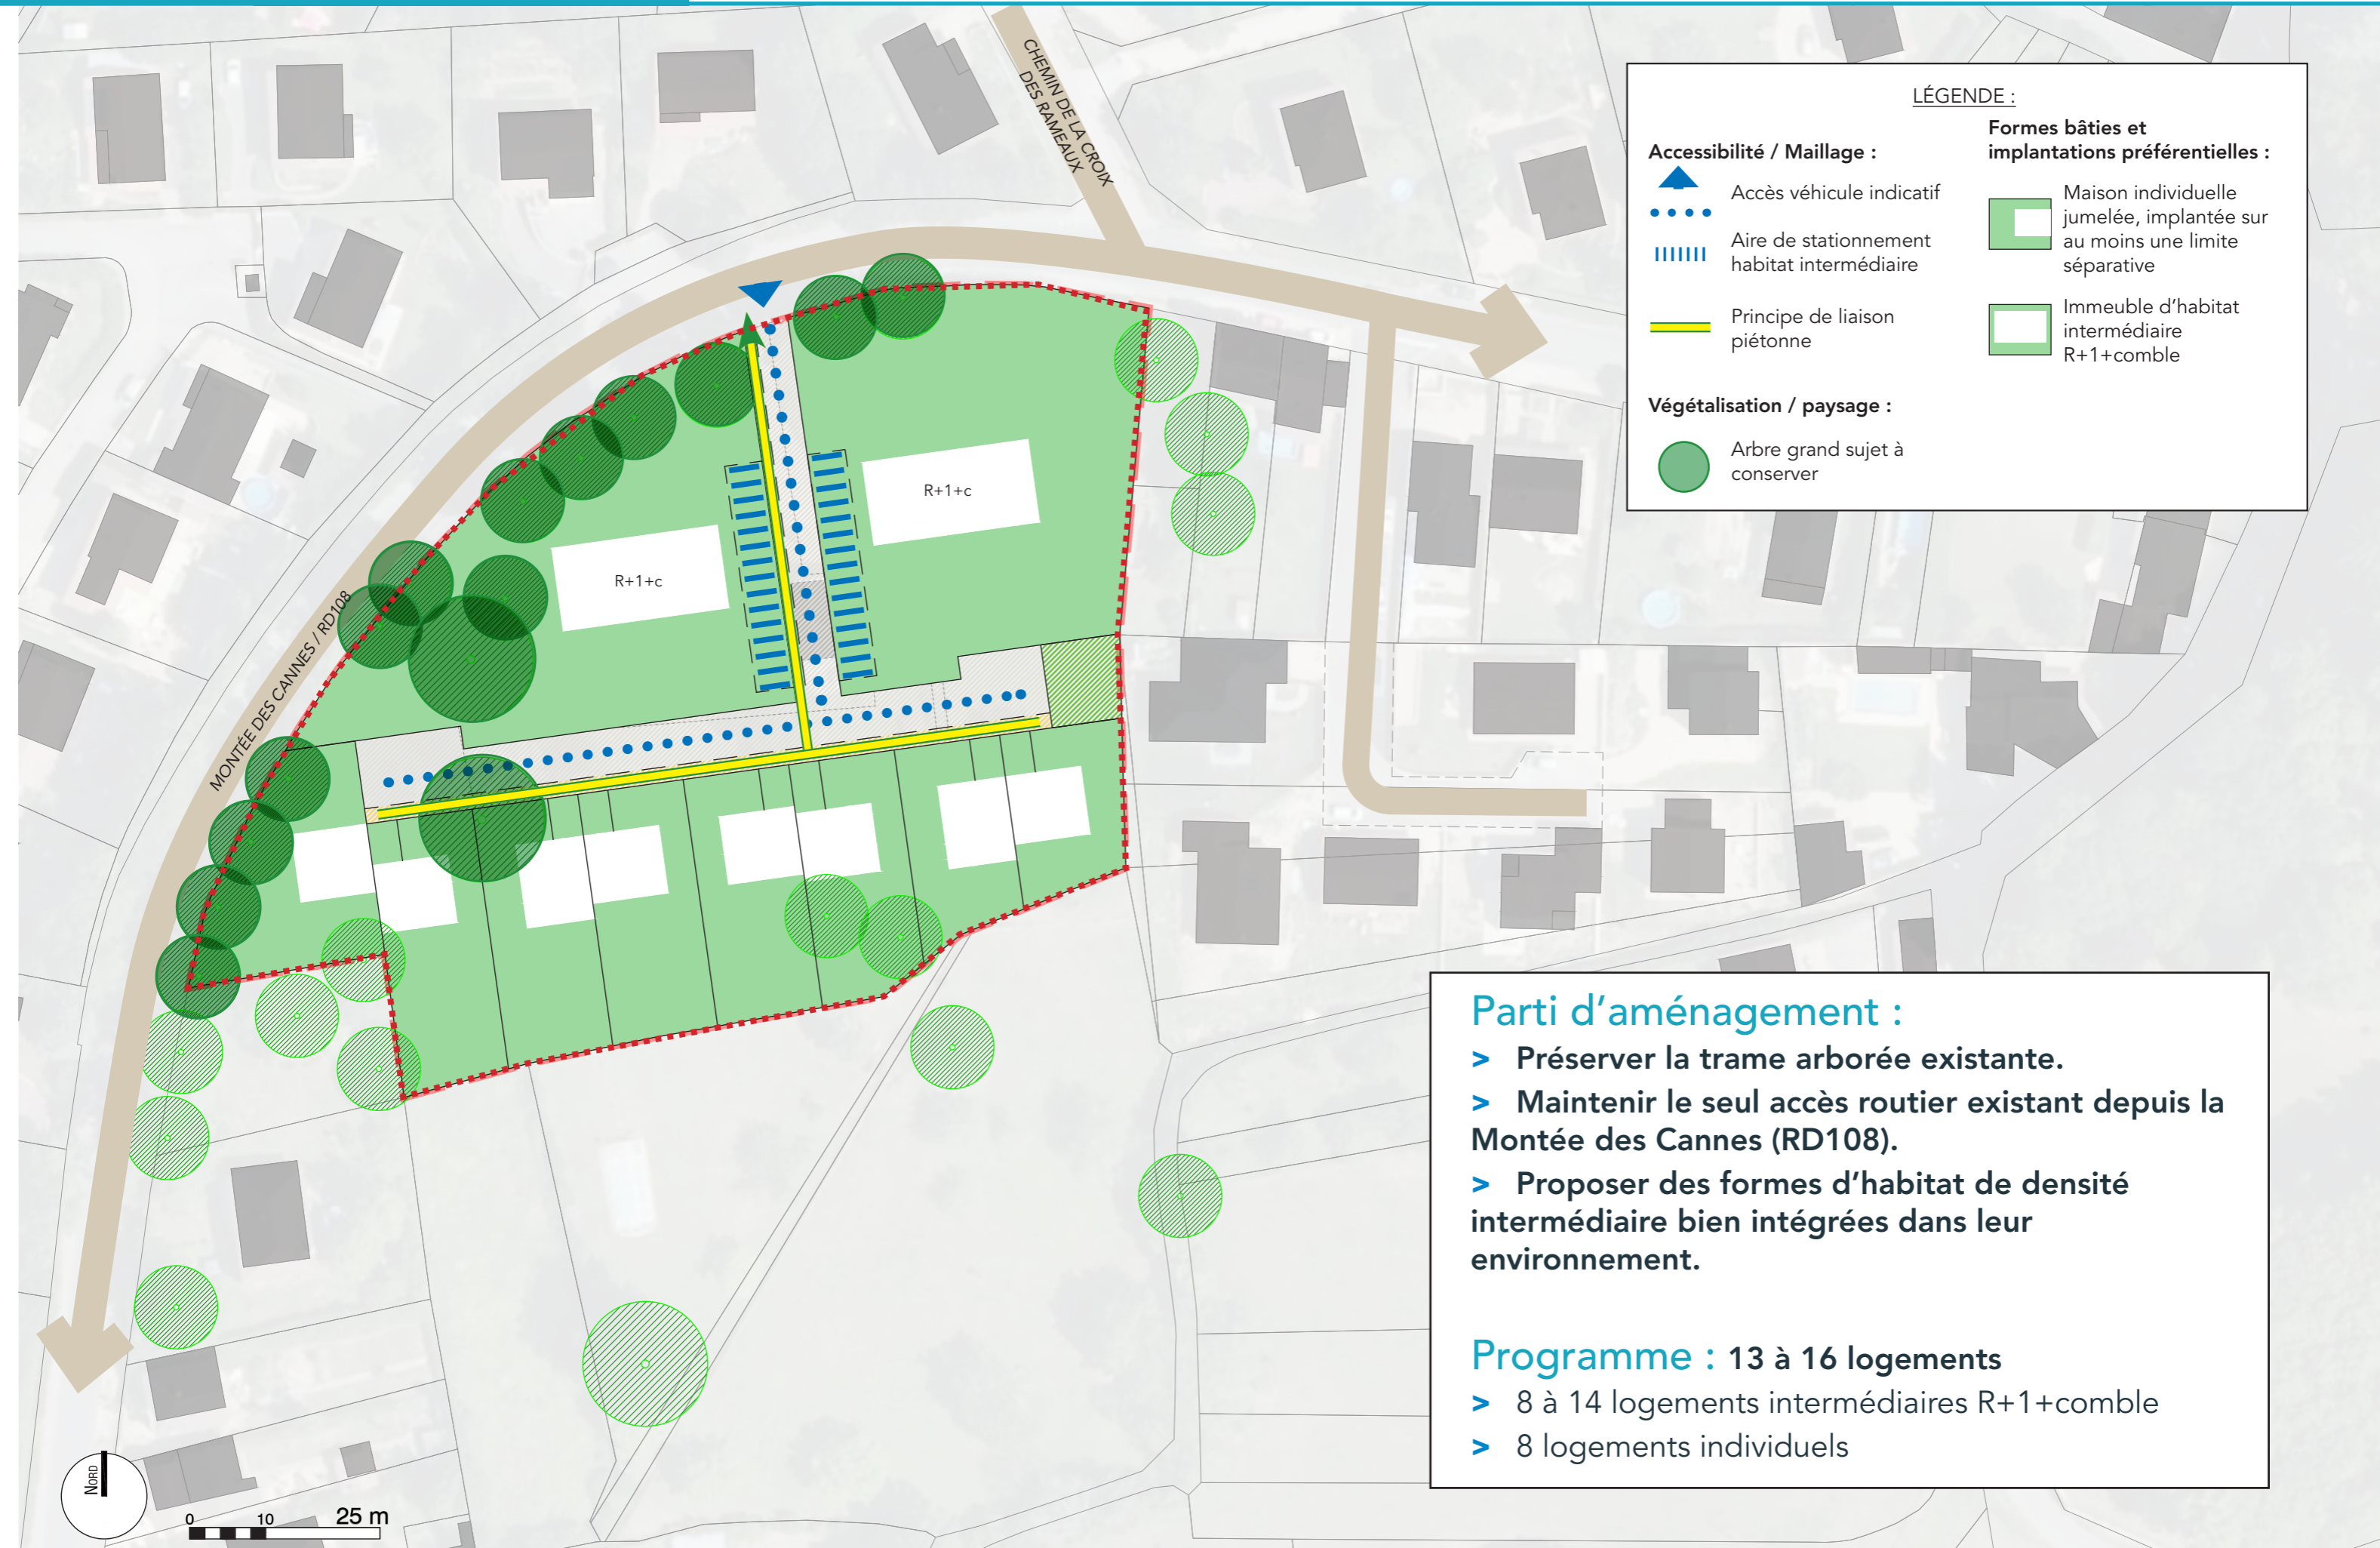 CHEMIN DE LA CROIX
DES RAMEAUX
LÉGENDE :
Accessibilité / Maillage :
Accès véhicule indicatif
Aire de stationnement
habitat intermédiaire
Principe de liaison
piétonne
Végétalisation / paysage :
Arbre grand sujet à
conserver
Formes bâties et
implantations préférentielles :
Maison individuelle
jumelée, implantée sur
au moins une limite
séparative
Immeuble d’habitat
intermédiaire
R+1+comble
R+1+c
R+1+c
MONTÉE DES CANNES / RD108
Parti d’aménagement :
> Préserver la trame arborée existante.
> Maintenir le seul accès routier existant depuis la
Montée des Cannes (RD108).
> Proposer des formes d’habitat de densité
intermédiaire bien intégrées dans leur
environnement.
Programme : 13 à 16 logements
> 8 à 14 logements intermédiaires R+1+comble
> 8 logements individuels
NORD
0 10 25 m